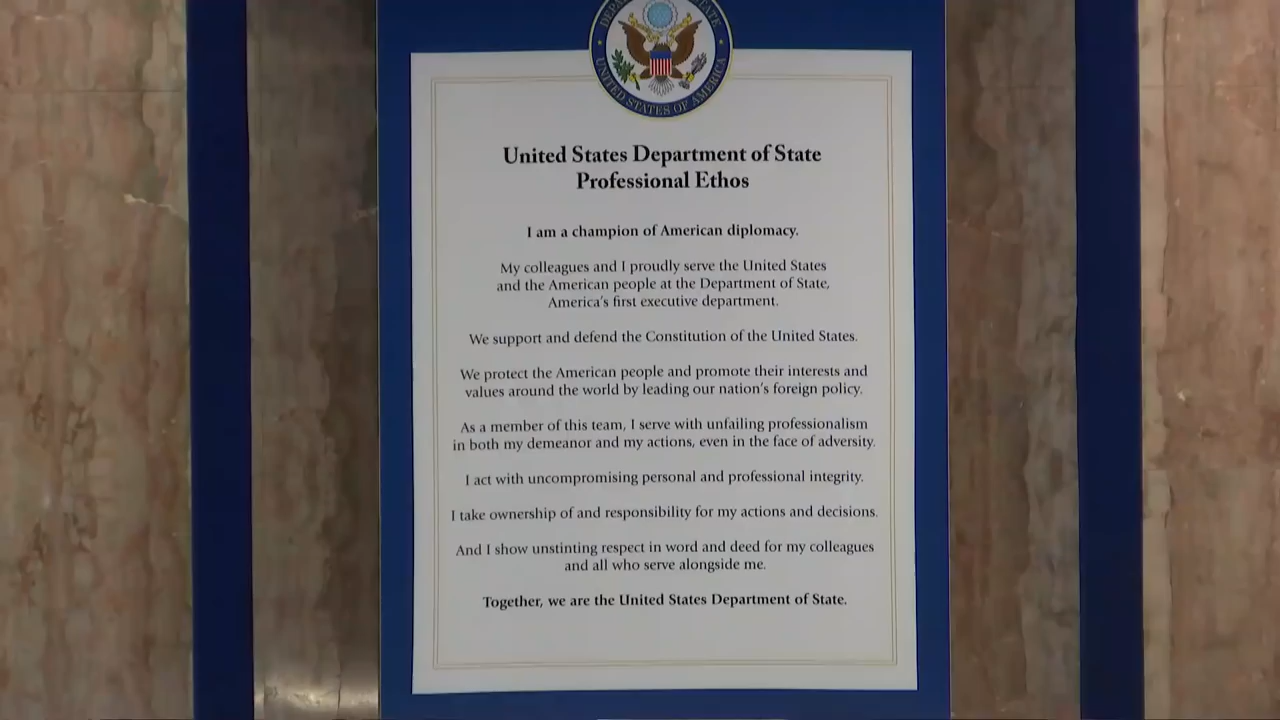 DEPARTMENT OF STATE
UNITED STATES OF AMERICA
United States Department of State
Professional Ethos
I am a champion of American diplomacy.
My colleagues and I proudly serve the United States
and the American people at the Department of State,
America's first executive department.
We support and defend the Constitution of the United States.
We protect the American people and promote their interests and
values around the world by leading our nation's foreign policy.
As a member of this team, I serve with unfailing professionalism
in both my demeanor and my actions, even in the face of adversity.
I act with uncompromising personal and professional integrity.
I take ownership of and responsibility for my actions and decisions.
And I show unstinting respect in word and deed for my colleagues
and all who serve alongside me.
Together, we are the United States Department of State.